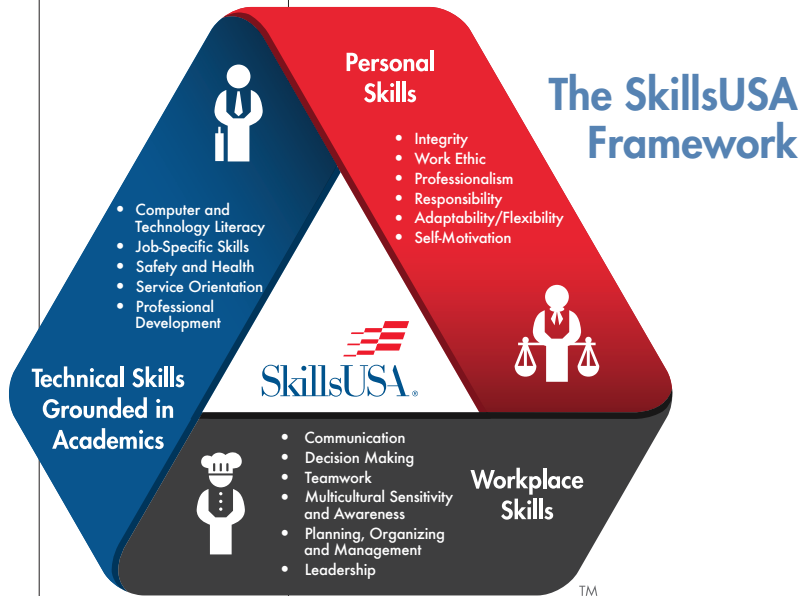 The SkillsUSA
Framework
Personal
Skills
• Integrity
• Work Ethic
• Professionalism
• Responsibility
• Adaptability/Flexibility
• Self-Motivation
• Computer and
Technology Literacy
• Job-Specific Skills
• Safety and Health
• Service Orientation
• Professional
Development
Technical Skills
Grounded in
Academics
SkillsUSA®
• Communication
• Decision Making
• Teamwork
• Multicultural Sensitivity
and Awareness
• Planning, Organizing
and Management
• Leadership
Workplace
Skills
TM